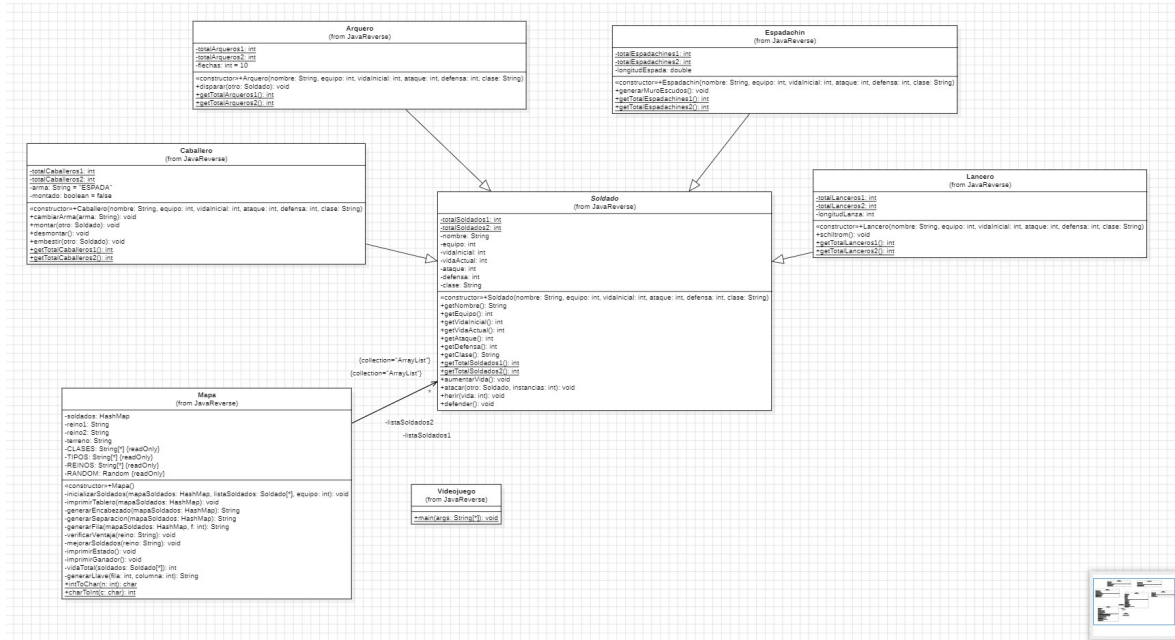 Arquero
(from JavaReverse)
-totalArqueros1: int
-totalArqueros2: int
-flechas: int = 10
«constructor»+Arquero(nombre: String, equipo: int, vidaInicial: int, ataque: int, defensa: int, clase: String)
+disparar(otro: Soldado): void
+getTotalArqueros1(): int
+getTotalArqueros2(): int
Espadachin
(from JavaReverse)
-totalEspadachines1: int
-totalEspadachines2: int
-longitudEspada: double
«constructor»+Espadachin(nombre: String, equipo: int, vidaInicial: int, ataque: int, defensa: int, clase: String)
+generarMuroEscudos(): void
+getTotalEspadachines1(): int
+getTotalEspadachines2(): int
Caballero
(from JavaReverse)
-totalCaballeros1: int
-totalCaballeros2: int
-arma: String = "ESPADA"
-montado: boolean = false
«constructor»+Caballero(nombre: String, equipo: int, vidaInicial: int, ataque: int, defensa: int, clase: String)
+cambiarArma(arma: String): void
+montar(otro: Soldado): void
+desmontar(): void
+embestir(otro: Soldado): void
+getTotalCaballeros1(): int
+getTotalCaballeros2(): int
Lancero
(from JavaReverse)
-totalLanceros1: int
-totalLanceros2: int
-longitudLanza: int
«constructor»+Lancero(nombre: String, equipo: int, vidaInicial: int, ataque: int, defensa: int, clase: String)
+schiltrom(): void
+getTotalLanceros1(): int
+getTotalLanceros2(): int
Soldado
(from JavaReverse)
-totalSoldados1: int
-totalSoldados2: int
-nombre: String
-equipo: int
-vidaInicial: int
-vidaActual: int
-ataque: int
-defensa: int
-clase: String
«constructor»+Soldado(nombre: String, equipo: int, vidaInicial: int, ataque: int, defensa: int, clase: String)
+getNombre(): String
+getEquipo(): int
+getVidaInicial(): int
+getVidaActual(): int
+getAtaque(): int
+getDefensa(): int
+getClase(): String
+getTotalSoldados1(): int
+getTotalSoldados2(): int
+aumentarVida(): void
+atacar(otro: Soldado, instancias: int): void
+herir(vida: int): void
+defender(): void
{collection="ArrayList"}
{collection="ArrayList"}
*
-listaSoldados2
-listaSoldados1
Mapa
(from JavaReverse)
-soldados: HashMap
-reino1: String
-reino2: String
-terreno: String
-CLASES: String[*] {readOnly}
-TIPOS: String[*] {readOnly}
-REINOS: String[*] {readOnly}
-RANDOM: Random {readOnly}
«constructor»+Mapa()
-inicializarSoldados(mapaSoldados: HashMap, listaSoldados: Soldado[*], equipo: int): void
-imprimirTablero(mapaSoldados: HashMap): void
-generarEncabezado(mapaSoldados: HashMap): String
-generarSeparacion(mapaSoldados: HashMap): String
-generarFila(mapaSoldados: HashMap, f: int): String
-verificarVentaja(reino: String): void
-mejorarSoldados(reino: String): void
-imprimirEstado(): void
-imprimirGanador(): void
-vidaTotal(soldados: Soldado[*]): int
-generarLlave(fila: int, columna: int): String
+intToChar(n: int): char
+charToInt(c: char): int
Videojuego
(from JavaReverse)
+main(args: String[*]): void